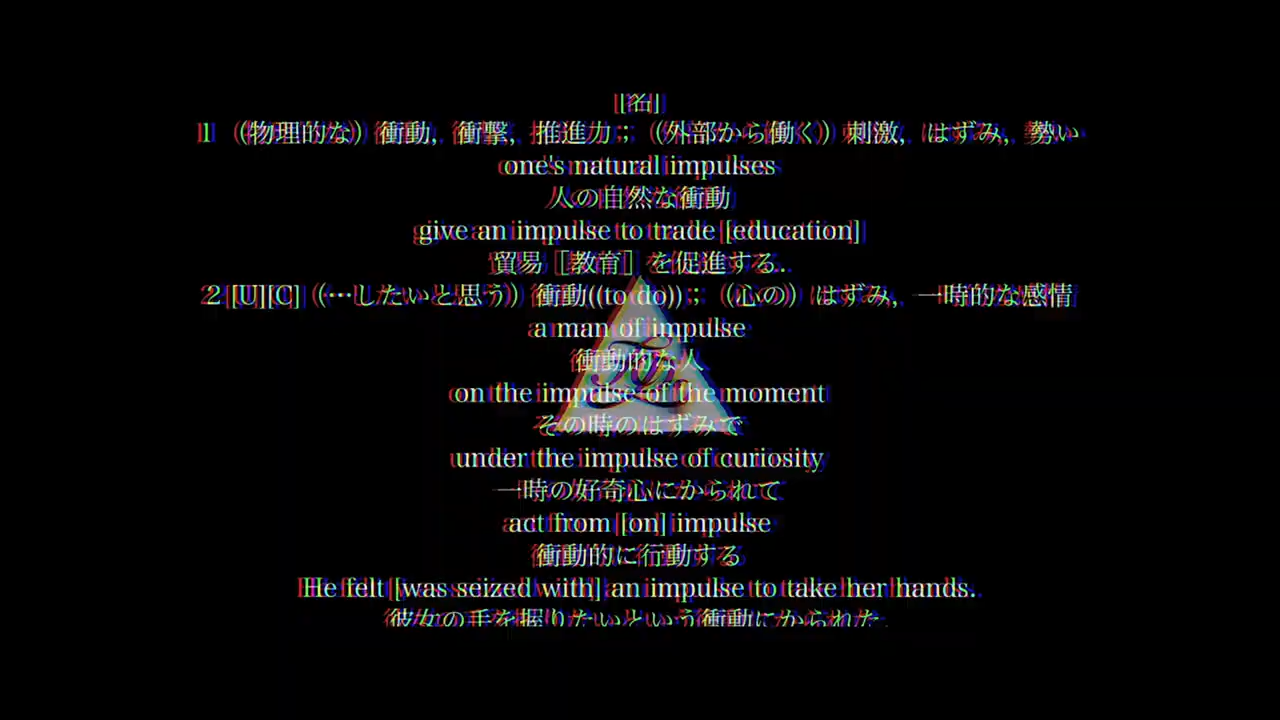 [名]
1 ((物理的な)) 衝動, 衝撃, 推進力 ; ((外部から働く)) 刺激, はずみ, 勢い
one's natural impulses
人の自然な衝動
give an impulse to trade [education]
貿易［教育］を促進する..
2 [U][C] ((…したいと思う)) 衝動((to do)) ; ((心の)) はずみ, 一時的な感情
a man of impulse
衝動的な人
on the impulse of the moment
その時のはずみで
under the impulse of curiosity
一時の好奇心にかられて
act from [on] impulse
衝動的に行動する
He felt [was seized with] an impulse to take her hands.
彼女の手を握りたいという衝動にかられた.